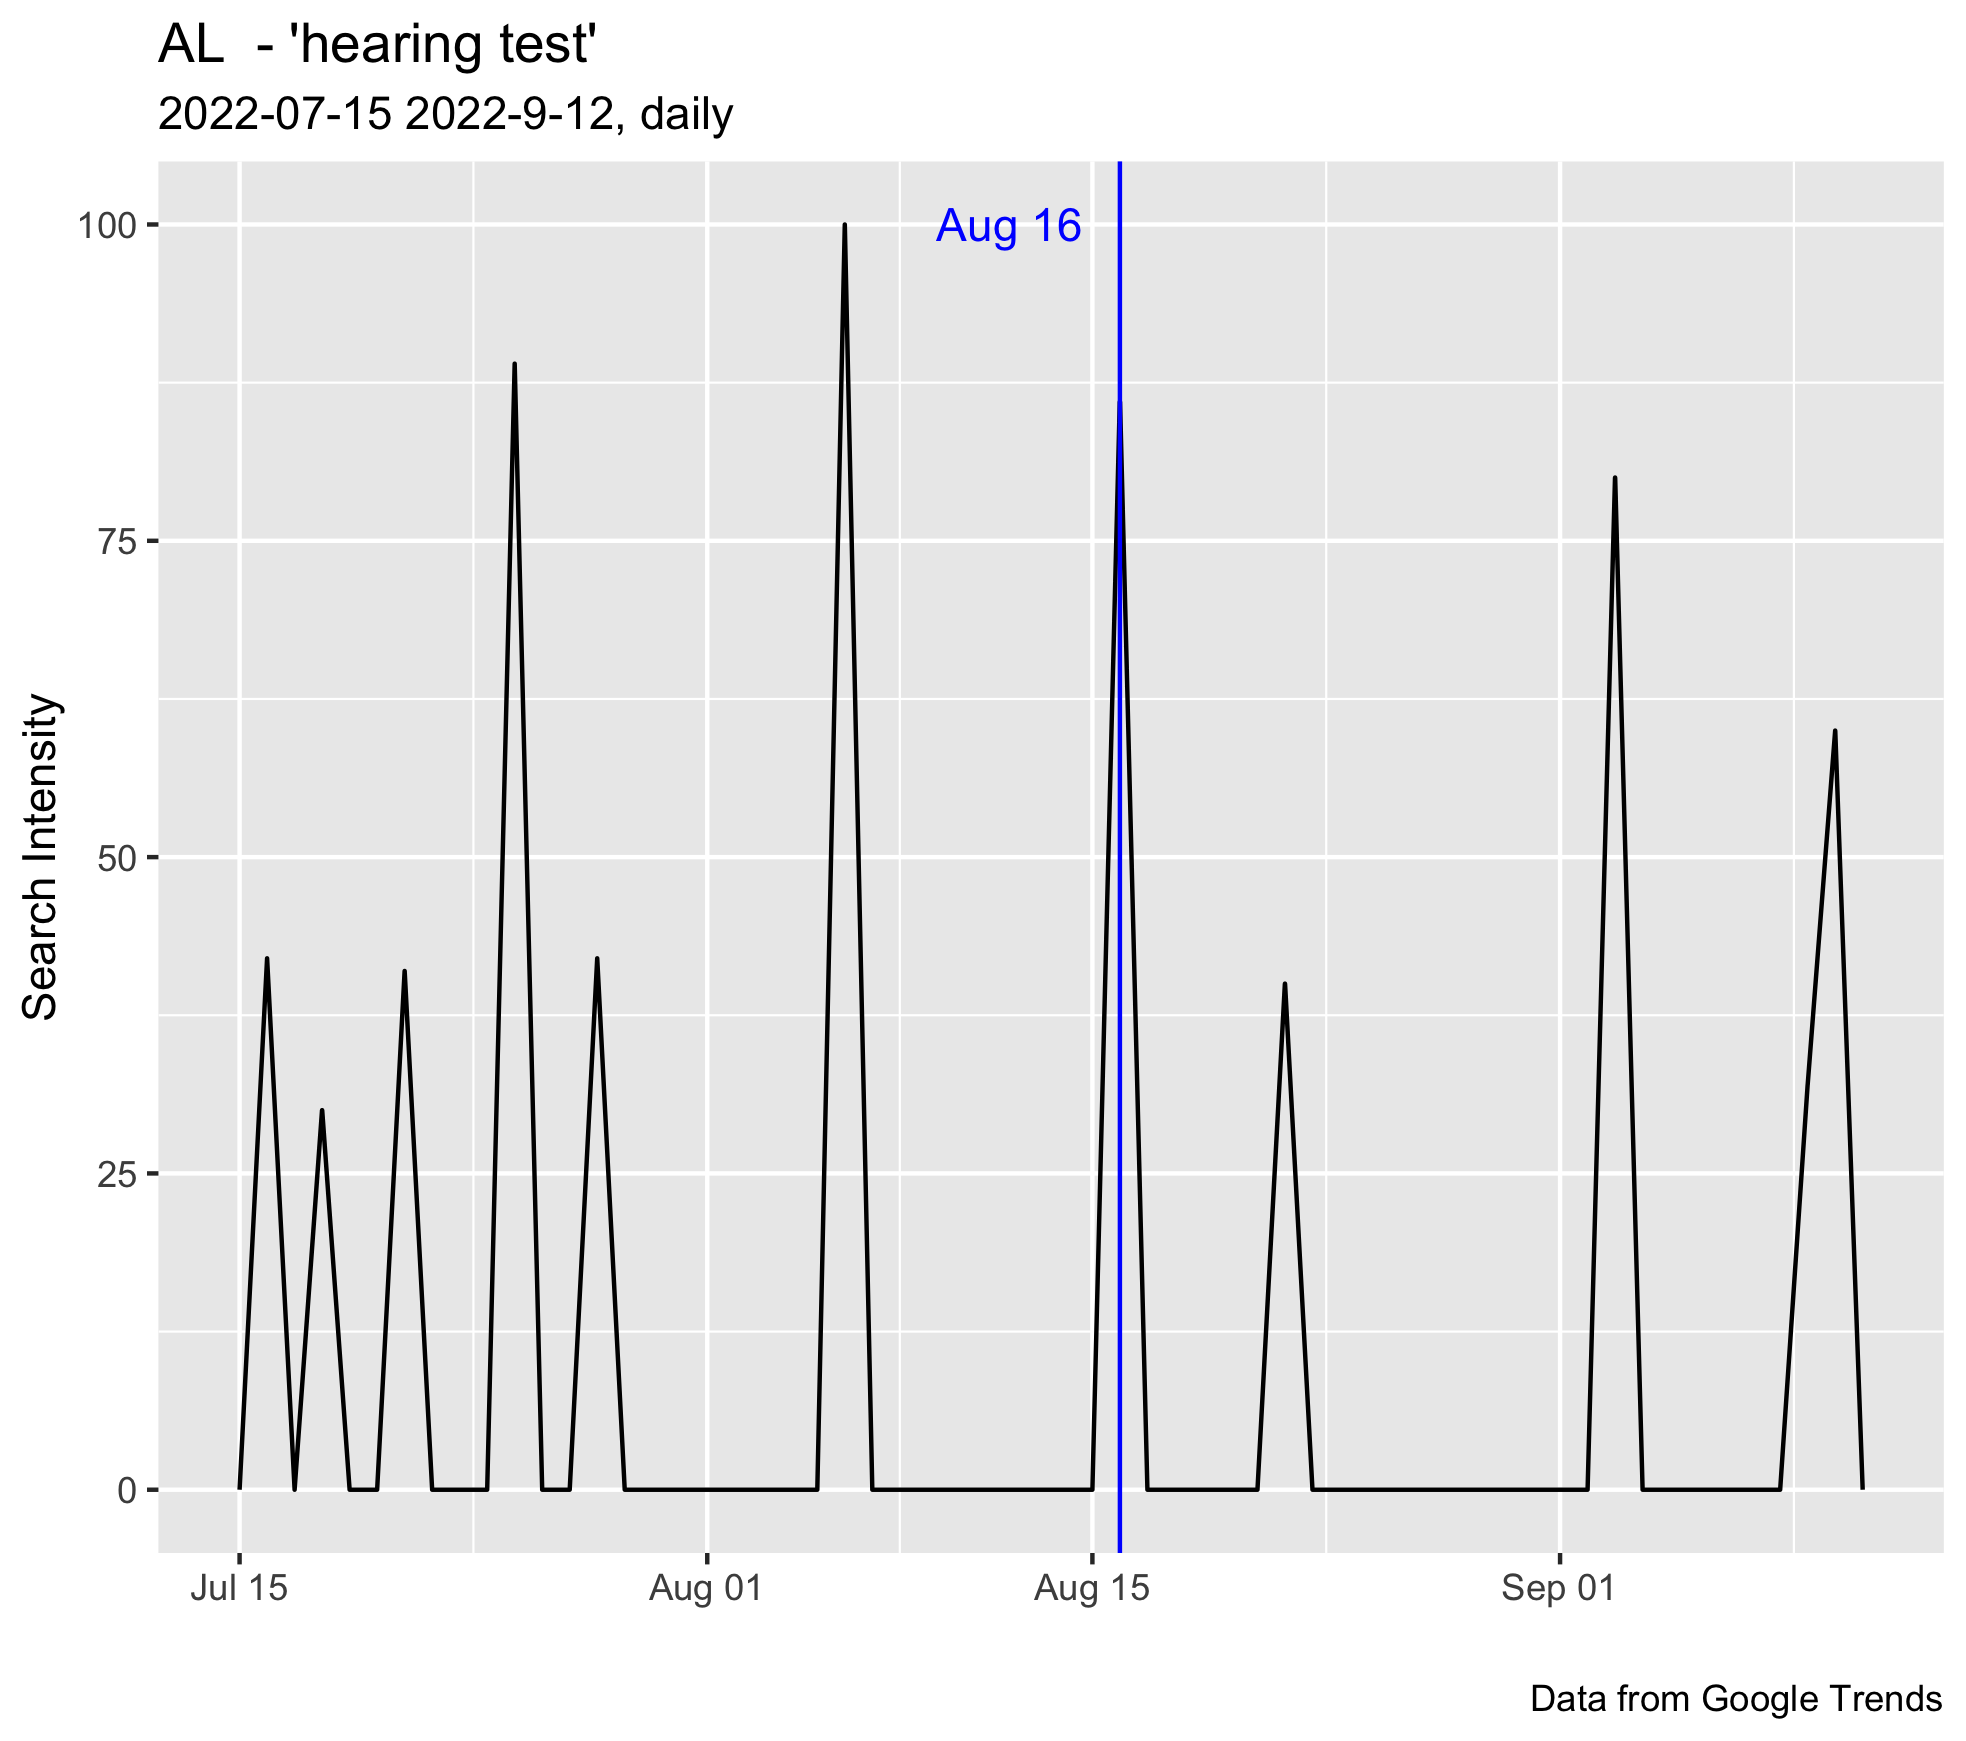 AL  - 'hearing test'
2022-07-15 2022-9-12, daily
Aug 16
100
75
50
25
0
Search Intensity
Jul 15 Aug 01 Aug 15 Sep 01
Data from Google Trends